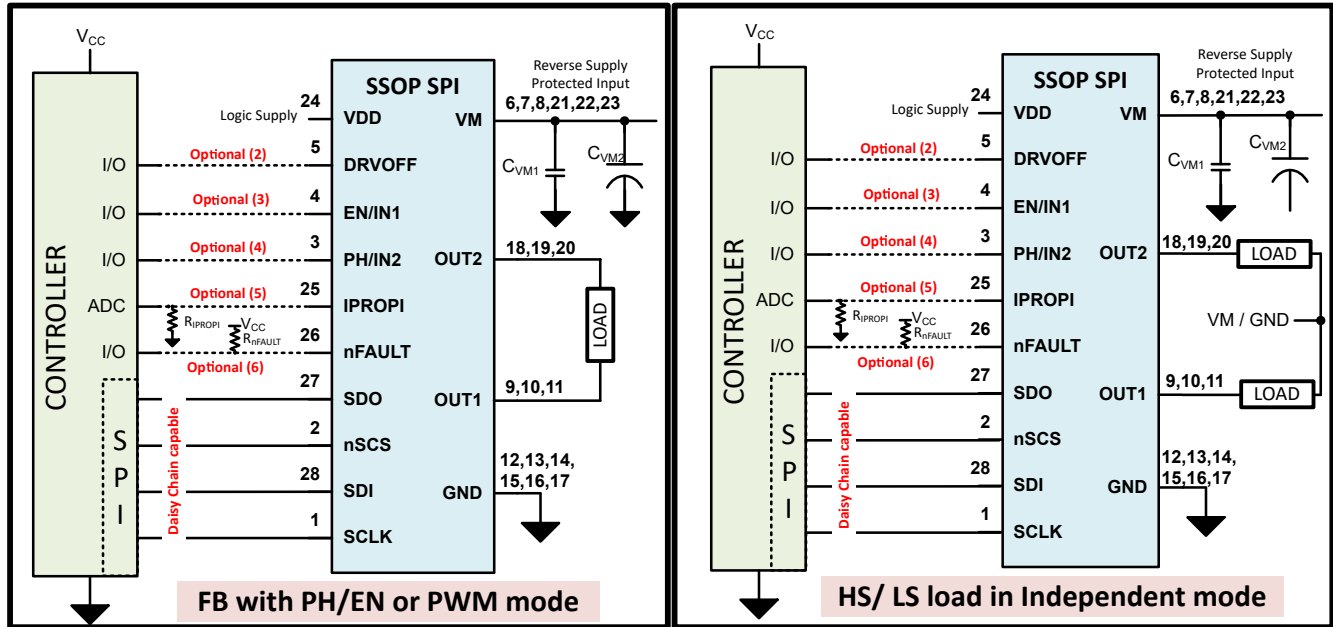 VCC
CONTROLLER
I/O
I/O
I/O
ADC
I/O
SPI
Logic Supply
24
Optional (2)
5
Optional (3)
4
Optional (4)
3
Optional (5)
25
RIPROPI
VCC
RnFAULT
26
Optional (6)
27
2
28
1
Daisy Chain capable
SSOP SPI
VDD
VM
DRVOFF
EN/IN1
PH/IN2
OUT2
IPROPI
nFAULT
SDO
OUT1
nSCS
SDI
GND
SCLK
Reverse Supply
Protected Input
6,7,8,21,22,23
CVM1
CVM2
18,19,20
LOAD
9,10,11
12,13,14,
15,16,17
FB with PH/EN or PWM mode
VCC
CONTROLLER
I/O
I/O
I/O
ADC
I/O
SPI
Logic Supply
24
Optional (2)
5
Optional (3)
4
Optional (4)
3
Optional (5)
25
RIPROPI
VCC
RnFAULT
26
Optional (6)
27
2
28
1
Daisy Chain capable
SSOP SPI
VDD
VM
DRVOFF
EN/IN1
PH/IN2
OUT2
IPROPI
nFAULT
SDO
OUT1
nSCS
SDI
GND
SCLK
Reverse Supply
Protected Input
6,7,8,21,22,23
CVM1
CVM2
18,19,20
LOAD
VM / GND
9,10,11
LOAD
12,13,14,
15,16,17
HS/ LS load in Independent mode